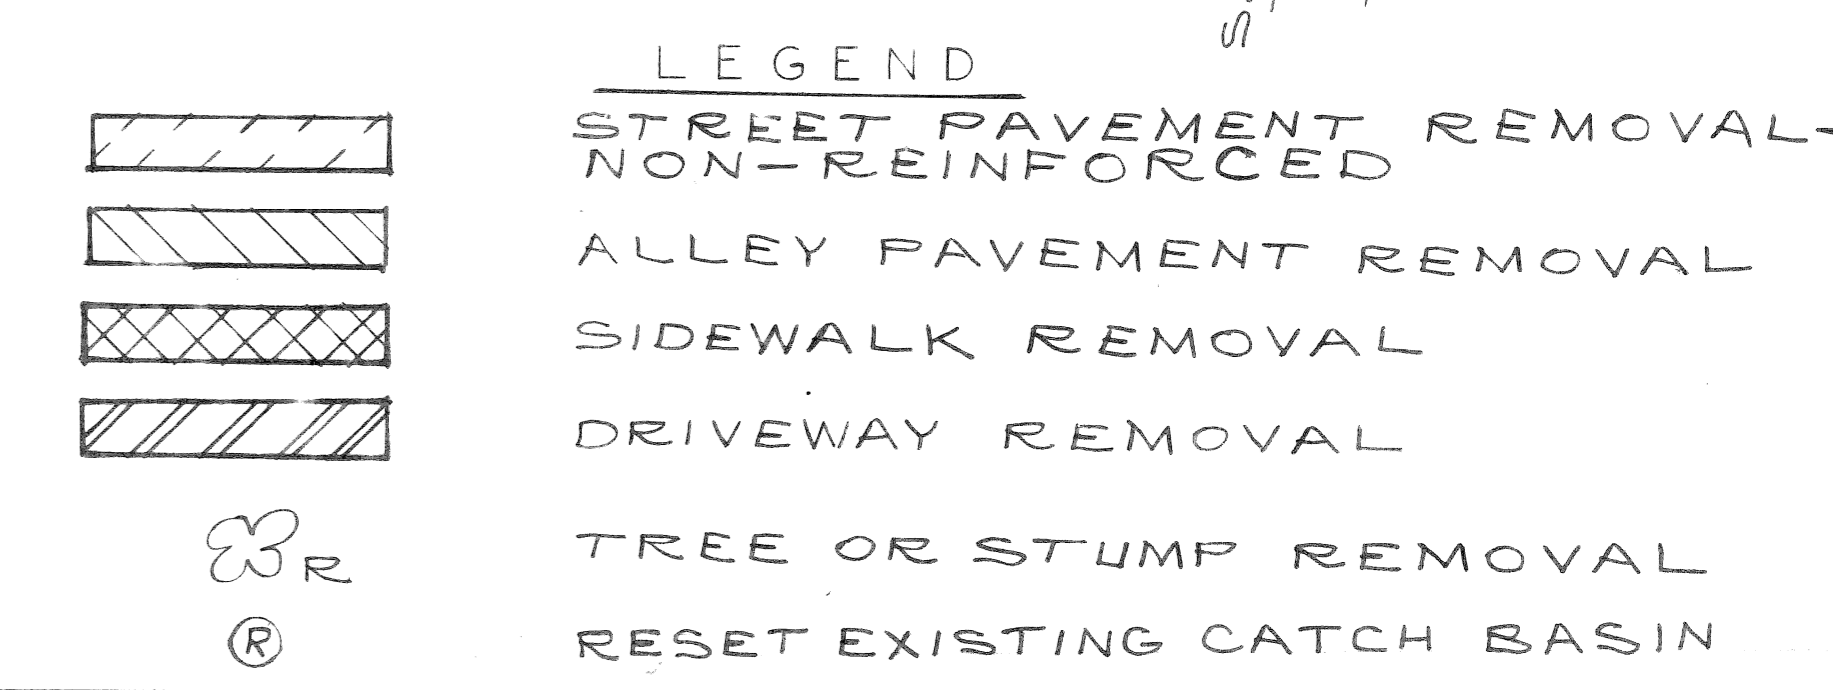 LEGEND
STREET PAVEMENT REMOVAL-
NON-REINFORCED
ALLEY PAVEMENT REMOVAL
SIDEWALK REMOVAL
DRIVEWAY REMOVAL
R TREE OR STUMP REMOVAL
R RESET EXISTING CATCH BASIN